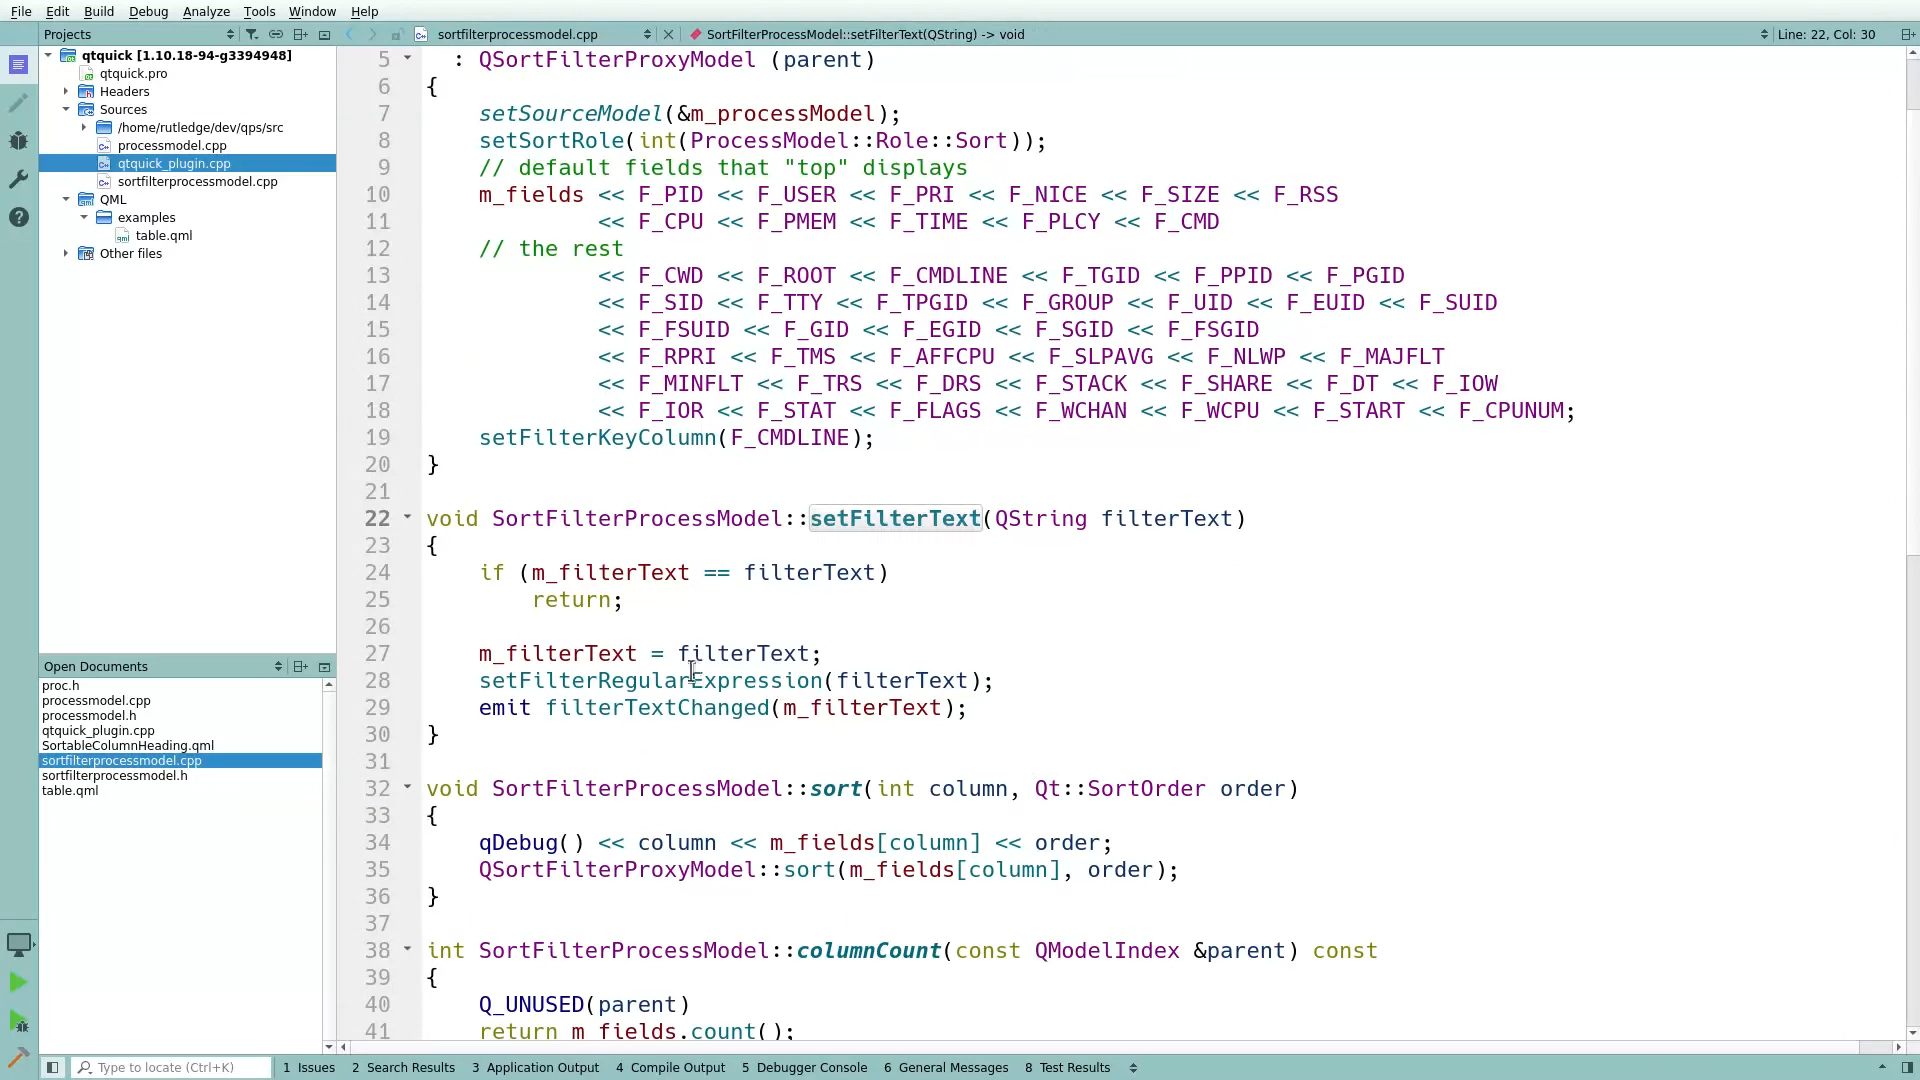 File Edit Build Debug Analyze Tools Window Help
Projects
sortfilterprocessmodel.cpp
SortFilterProcessModel::setFilterText(QString) -> void
Line: 22, Col: 30
qtquick [1.10.18-94-g3394948]
qtquick.pro
Headers
Sources
/home/rutledge/dev/qps/src
processmodel.cpp
qtquick_plugin.cpp
sortfilterprocessmodel.cpp
QML
examples
table.qml
Other files
Open Documents
proc.h
processmodel.cpp
processmodel.h
qtquick_plugin.cpp
SortableColumnHeading.qml
sortfilterprocessmodel.cpp
sortfilterprocessmodel.h
table.qml
5   : QSortFilterProxyModel (parent)
6 {
7     setSourceModel(&m_processModel);
8     setSortRole(int(ProcessModel::Role::Sort));
9     // default fields that "top" displays
10     m_fields << F_PID << F_USER << F_PRI << F_NICE << F_SIZE << F_RSS
11              << F_CPU << F_PMEM << F_TIME << F_PLCY << F_CMD
12     // the rest
13              << F_CWD << F_ROOT << F_CMDLINE << F_TGID << F_PPID << F_PGID
14              << F_SID << F_TTY << F_TPGID << F_GROUP << F_UID << F_EUID << F_SUID
15              << F_FSUID << F_GID << F_EGID << F_SGID << F_FSGID
16              << F_RPRI << F_TMS << F_AFFCPU << F_SLPAVG << F_NLWP << F_MAJFLT
17              << F_MINFLT << F_TRS << F_DRS << F_STACK << F_SHARE << F_DT << F_IOW
18              << F_IOR << F_STAT << F_FLAGS << F_WCHAN << F_WCPU << F_START << F_CPUNUM;
19     setFilterKeyColumn(F_CMDLINE);
20 }
21
22 void SortFilterProcessModel::setFilterText(QString filterText)
23 {
24     if (m_filterText == filterText)
25         return;
26
27     m_filterText = filterText;
28     setFilterRegularExpression(filterText);
29     emit filterTextChanged(m_filterText);
30 }
31
32 void SortFilterProcessModel::sort(int column, Qt::SortOrder order)
33 {
34     qDebug() << column << m_fields[column] << order;
35     QSortFilterProxyModel::sort(m_fields[column], order);
36 }
37
38 int SortFilterProcessModel::columnCount(const QModelIndex &parent) const
39 {
40     Q_UNUSED(parent)
41     return m_fields.count();
Type to locate (Ctrl+K)
1 Issues 2 Search Results 3 Application Output 4 Compile Output 5 Debugger Console 6 General Messages 8 Test Results